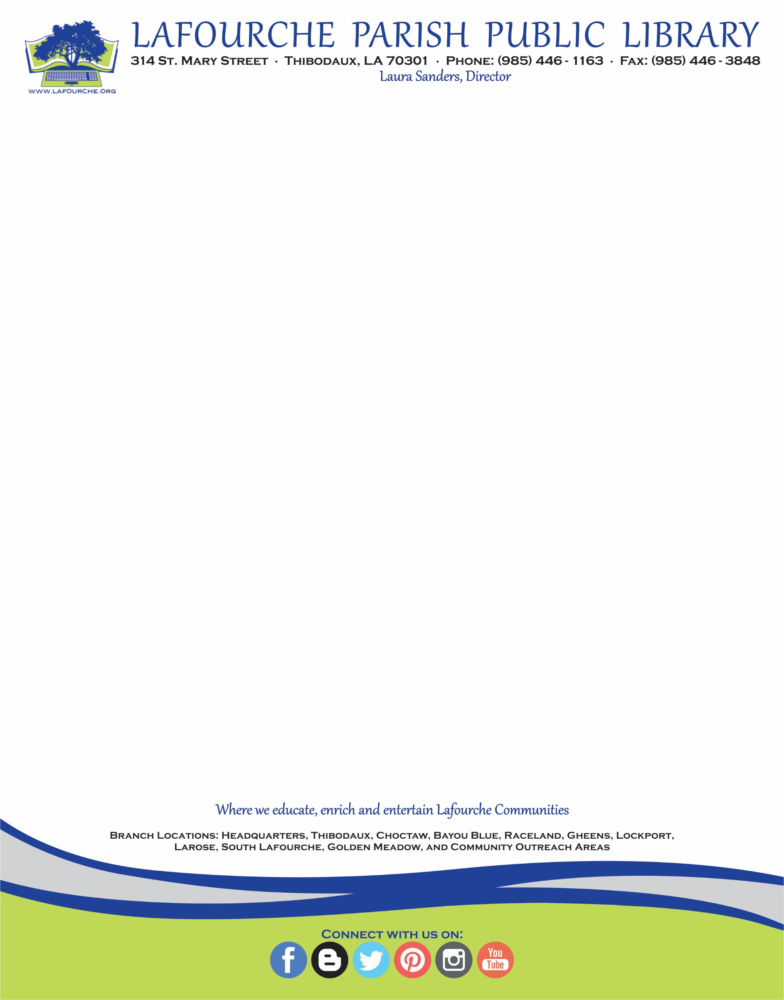 LAFOURCHE PARISH PUBLIC LIBRARY
314 St. Mary Street · Thibodaux, LA 70301 · Phone: (985) 446 - 1163 · Fax: (985) 446 - 3848
Laura Sanders, Director
WWW.LAFOURCHE.ORG
Where we educate, enrich and entertain Lafourche Communities
Branch Locations: Headquarters, Thibodaux, Choctaw, Bayou Blue, Raceland, Gheens, Lockport,
Larose, South Lafourche, Golden Meadow, and Community Outreach Areas
Connect with us on:
You
Tube